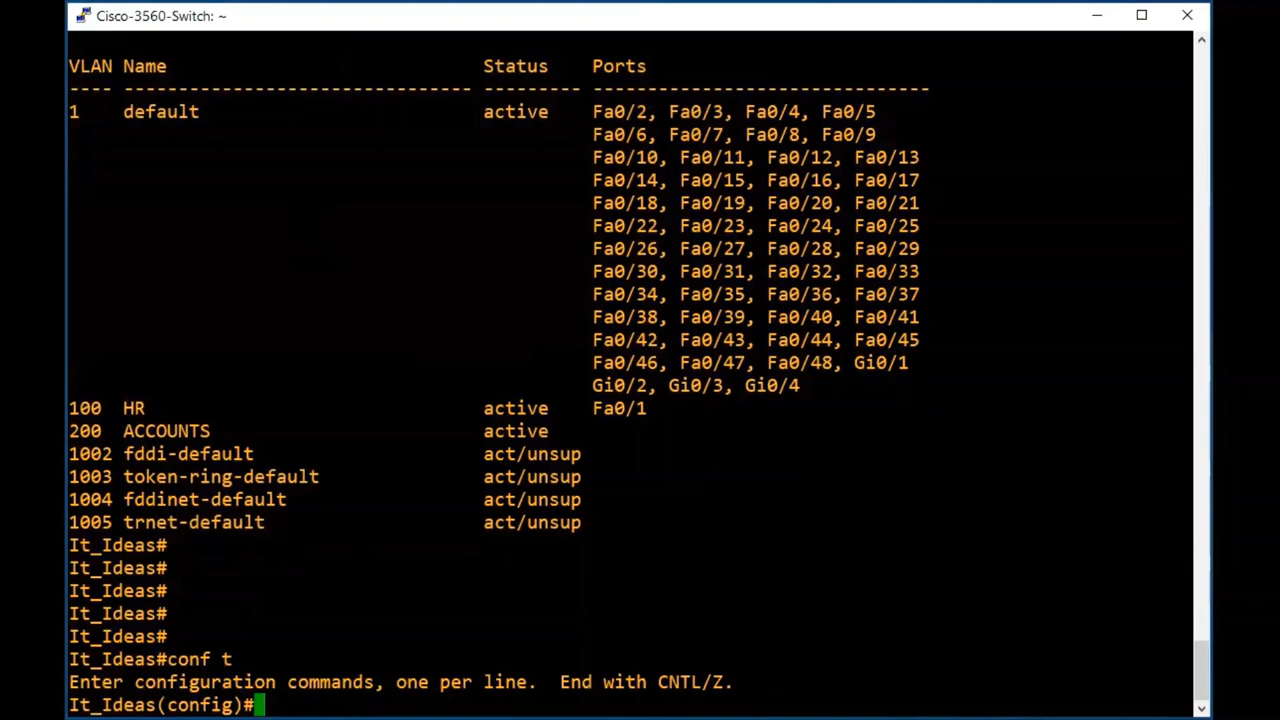 Cisco-3560-Switch: ~
VLAN Name                             Status    Ports
---- -------------------------------- --------- -------------------------------
1    default                          active    Fa0/2, Fa0/3, Fa0/4, Fa0/5
                                                Fa0/6, Fa0/7, Fa0/8, Fa0/9
                                                Fa0/10, Fa0/11, Fa0/12, Fa0/13
                                                Fa0/14, Fa0/15, Fa0/16, Fa0/17
                                                Fa0/18, Fa0/19, Fa0/20, Fa0/21
                                                Fa0/22, Fa0/23, Fa0/24, Fa0/25
                                                Fa0/26, Fa0/27, Fa0/28, Fa0/29
                                                Fa0/30, Fa0/31, Fa0/32, Fa0/33
                                                Fa0/34, Fa0/35, Fa0/36, Fa0/37
                                                Fa0/38, Fa0/39, Fa0/40, Fa0/41
                                                Fa0/42, Fa0/43, Fa0/44, Fa0/45
                                                Fa0/46, Fa0/47, Fa0/48, Gi0/1
                                                Gi0/2, Gi0/3, Gi0/4
100  HR                               active    Fa0/1
200  ACCOUNTS                         active
1002 fddi-default                     act/unsup
1003 token-ring-default               act/unsup
1004 fddinet-default                  act/unsup
1005 trnet-default                    act/unsup
It_Ideas#
It_Ideas#
It_Ideas#
It_Ideas#
It_Ideas#
It_Ideas#conf t
Enter configuration commands, one per line.  End with CNTL/Z.
It_Ideas(config)#